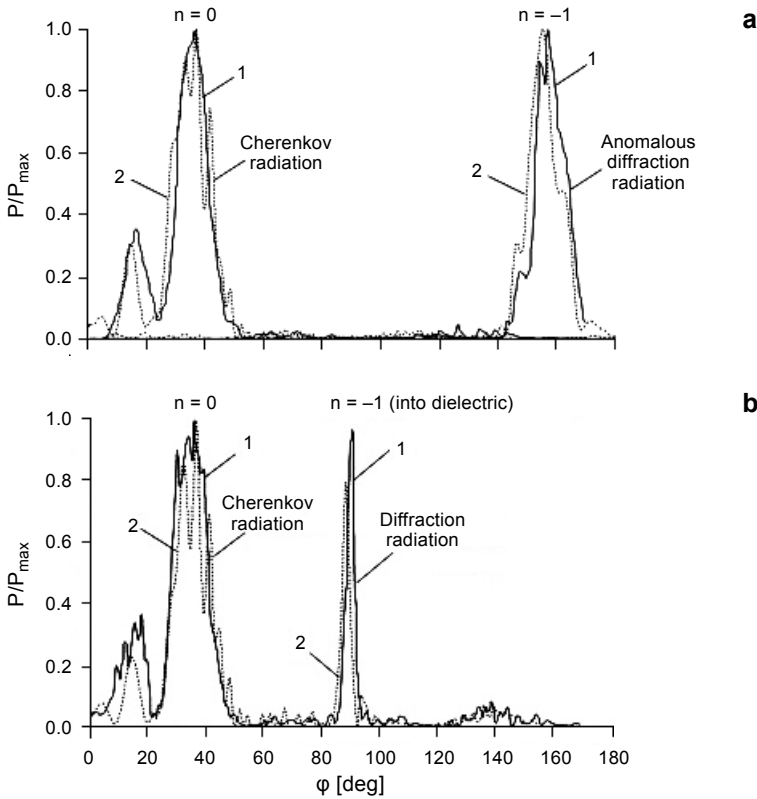 n = 0
n = –1
a
1.0
0.8
0.6
0.4
0.2
0.0
P/Pmax
1
Cherenkov
radiation
2
1
Anomalous
diffraction
radiation
2
n = 0
n = –1 (into dielectric)
b
1.0
0.8
0.6
0.4
0.2
0.0
P/Pmax
1
Cherenkov
radiation
2
1
Diffraction
radiation
2
0 20 40 60 80 100 120 140 160 180
φ [deg]